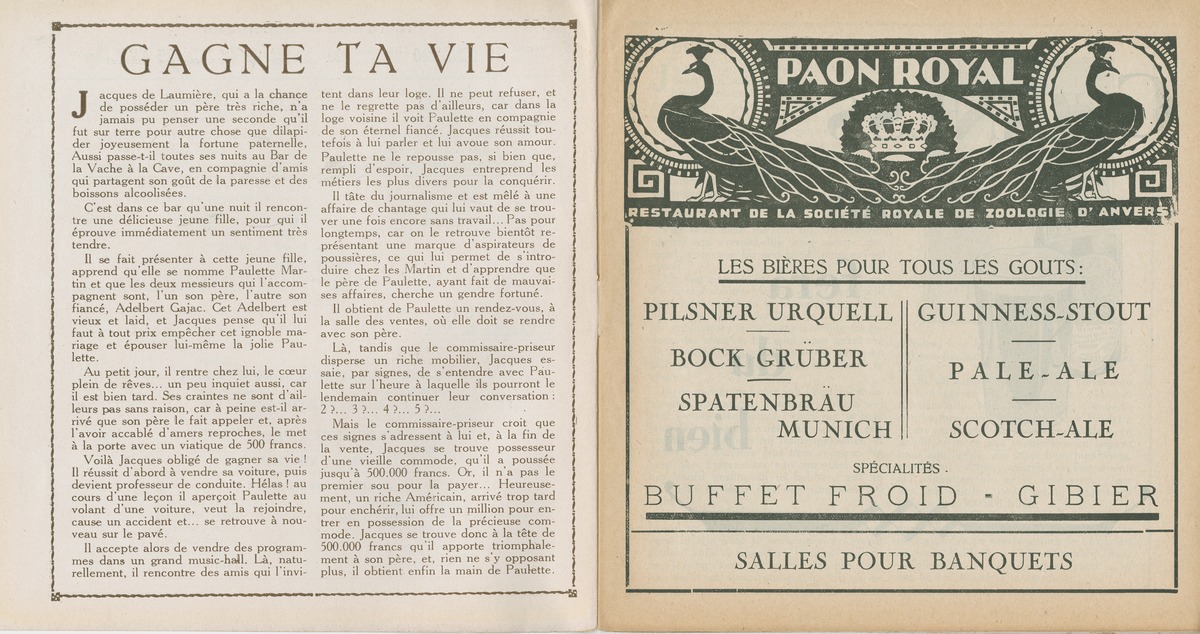 GAGNE TA VIE
Jacques de Laumière, qui a la chance
de posséder un père très riche, n'a
jamais pu penser une seconde qu'il
fut sur terre pour autre chose que dilapi-
der joyeusement la fortune paternelle,
Aussi passe-t-il toutes ses nuits au Bar de
la Vache à la Cave, en compagnie d'amis
qui partagent son goût de la paresse et des
boissons alcoolisées.
C'est dans ce bar qu'une nuit il rencon-
tre une délicieuse jeune fille, pour qui il
éprouve immédiatement un sentiment très
tendre.
Il se fait présenter à cette jeune fille,
apprend qu'elle se nomme Paulette Mar-
tin et que les deux messieurs qui l'accom-
pagnent sont, l'un son père, l'autre son
fiancé, Adelbert Gajac. Cet Adelbert est
vieux et laid, et Jacques pense qu'il lui
faut à tout prix empêcher cet ignoble ma-
riage et épouser lui-même la jolie Pau-
lette.
Au petit jour, il rentre chez lui, le cœur
plein de rêves... un peu inquiet aussi, car
il est bien tard. Ses craintes ne sont d'ail-
leurs pas sans raison, car à peine est-il ar-
rivé que son père le fait appeler et, après
l'avoir accablé d'amers reproches, le met
à la porte avec un viatique de 500 francs.
Voilà Jacques obligé de gagner sa vie !
Il réussit d'abord à vendre sa voiture, puis
devient professeur de conduite. Hélas ! au
cours d'une leçon il aperçoit Paulette au
volant d'une voiture, veut la rejoindre,
cause un accident et... se retrouve à nou-
veau sur le pavé.
Il accepte alors de vendre des program-
mes dans un grand music-hall. Là, natu-
rellement, il rencontre des amis qui l'invi-
tent dans leur loge. Il ne peut refuser, et
ne le regrette pas d'ailleurs, car dans la
loge voisine il voit Paulette en compagnie
de son éternel fiancé. Jacques réussit tou-
tefois à lui parler et lui avoue son amour.
Paulette ne le repousse pas, si bien que,
rempli d'espoir, Jacques entreprend les
métiers les plus divers pour la conquérir.
Il tâte du journalisme et est mêlé à une
affaire de chantage qui lui vaut de se trou-
ver une fois encore sans travail... Pas pour
longtemps, car on le retrouve bientôt re-
présentant une marque d'aspirateurs de
poussières, ce qui lui permet de s'intro-
duire chez les Martin et d'apprendre que
le père de Paulette, ayant fait de mauvai-
ses affaires, cherche un gendre fortuné.
Il obtient de Paulette un rendez-vous, à
la salle des ventes, où elle doit se rendre
avec son père.
Là, tandis que le commissaire-priseur
disperse un riche mobilier, Jacques es-
saie, par signes, de s'entendre avec Pau-
lette sur l'heure à laquelle ils pourront le
lendemain continuer leur conversation :
2 ?... 3 ?... 4 ?... 5 ?...
Mais le commissaire-priseur croit que
ces signes s'adressent à lui et, à la fin de
la vente, Jacques se trouve possesseur
d'une vieille commode, qu'il a poussée
jusqu'à 500.000 francs. Or, il n'a pas le
premier sou pour la payer... Heureuse-
ment, un riche Américain, arrivé trop tard
pour enchérir, lui offre un million pour en-
trer en possession de la précieuse com-
mode. Jacques se trouve donc à la tête de
500.000 francs qu'il apporte triomphale-
ment à son père, et, rien ne s'y opposant
plus, il obtient enfin la main de Paulette.
PAON ROYAL
RESTAURANT DE LA SOCIÉTÉ ROYALE DE ZOOLOGIE D'ANVERS
LES BIÈRES POUR TOUS LES GOUTS:
PILSNER URQUELL
BOCK GRÜBER
SPATENBRÄU
MUNICH
GUINNESS-STOUT
PALE-ALE
SCOTCH-ALE
SPÉCIALITÉS.
BUFFET FROID - GIBIER
SALLES POUR BANQUETS